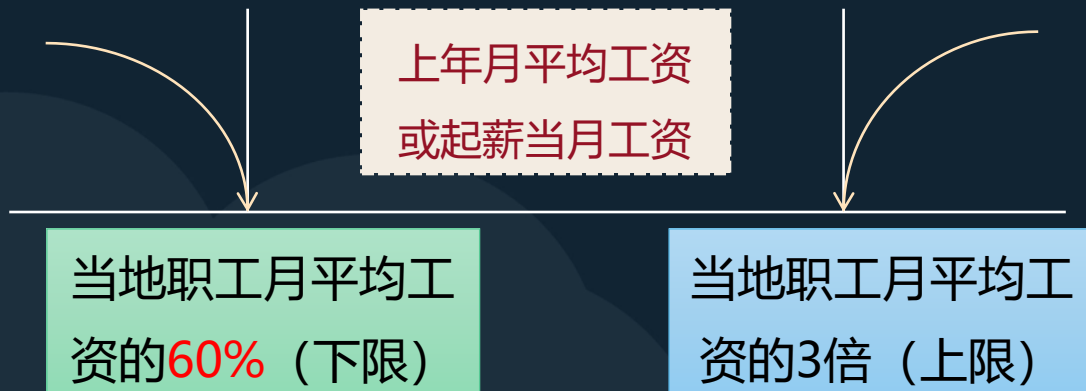 上年月平均工资
或起薪当月工资
当地职工月平均工
资的60%（下限）
当地职工月平均工
资的3倍（上限）